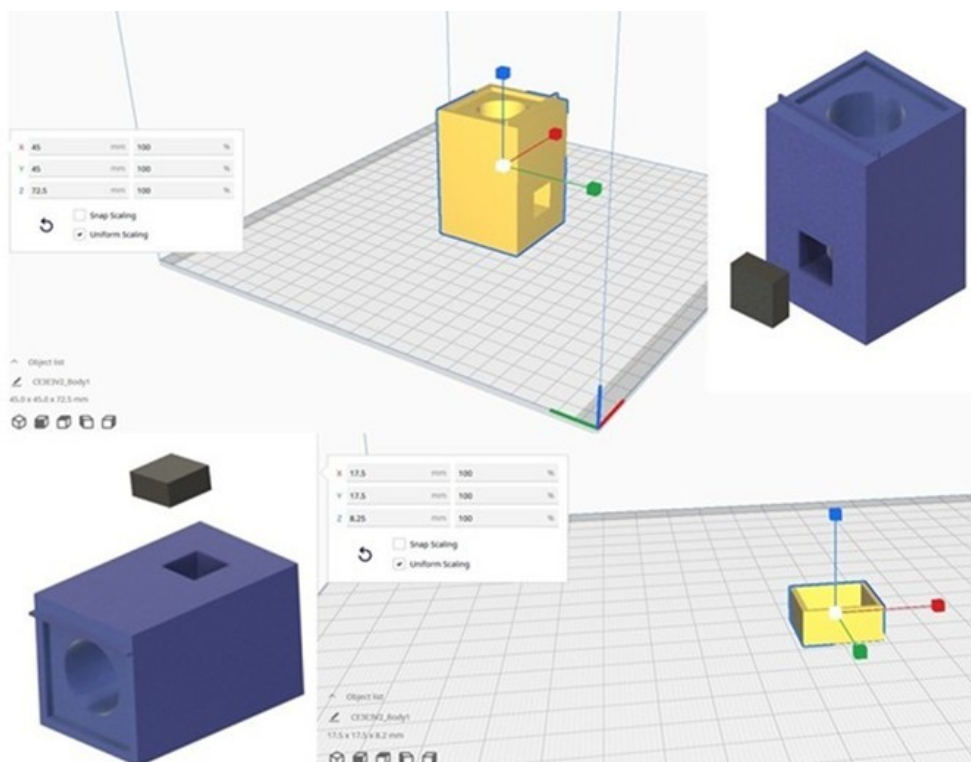 X 45 mm 100 %
Y 45 mm 100 %
Z 72.5 mm 100 %
Snap Scaling
Uniform Scaling
Object list
CE3E3V2_Body1
45.0 x 45.0 x 72.5 mm
X 17.5 mm 100 %
Y 17.5 mm 100 %
Z 8.25 mm 100 %
Snap Scaling
Uniform Scaling
Object list
CE3E3V2_Body1
17.5 x 17.5 x 8.2 mm